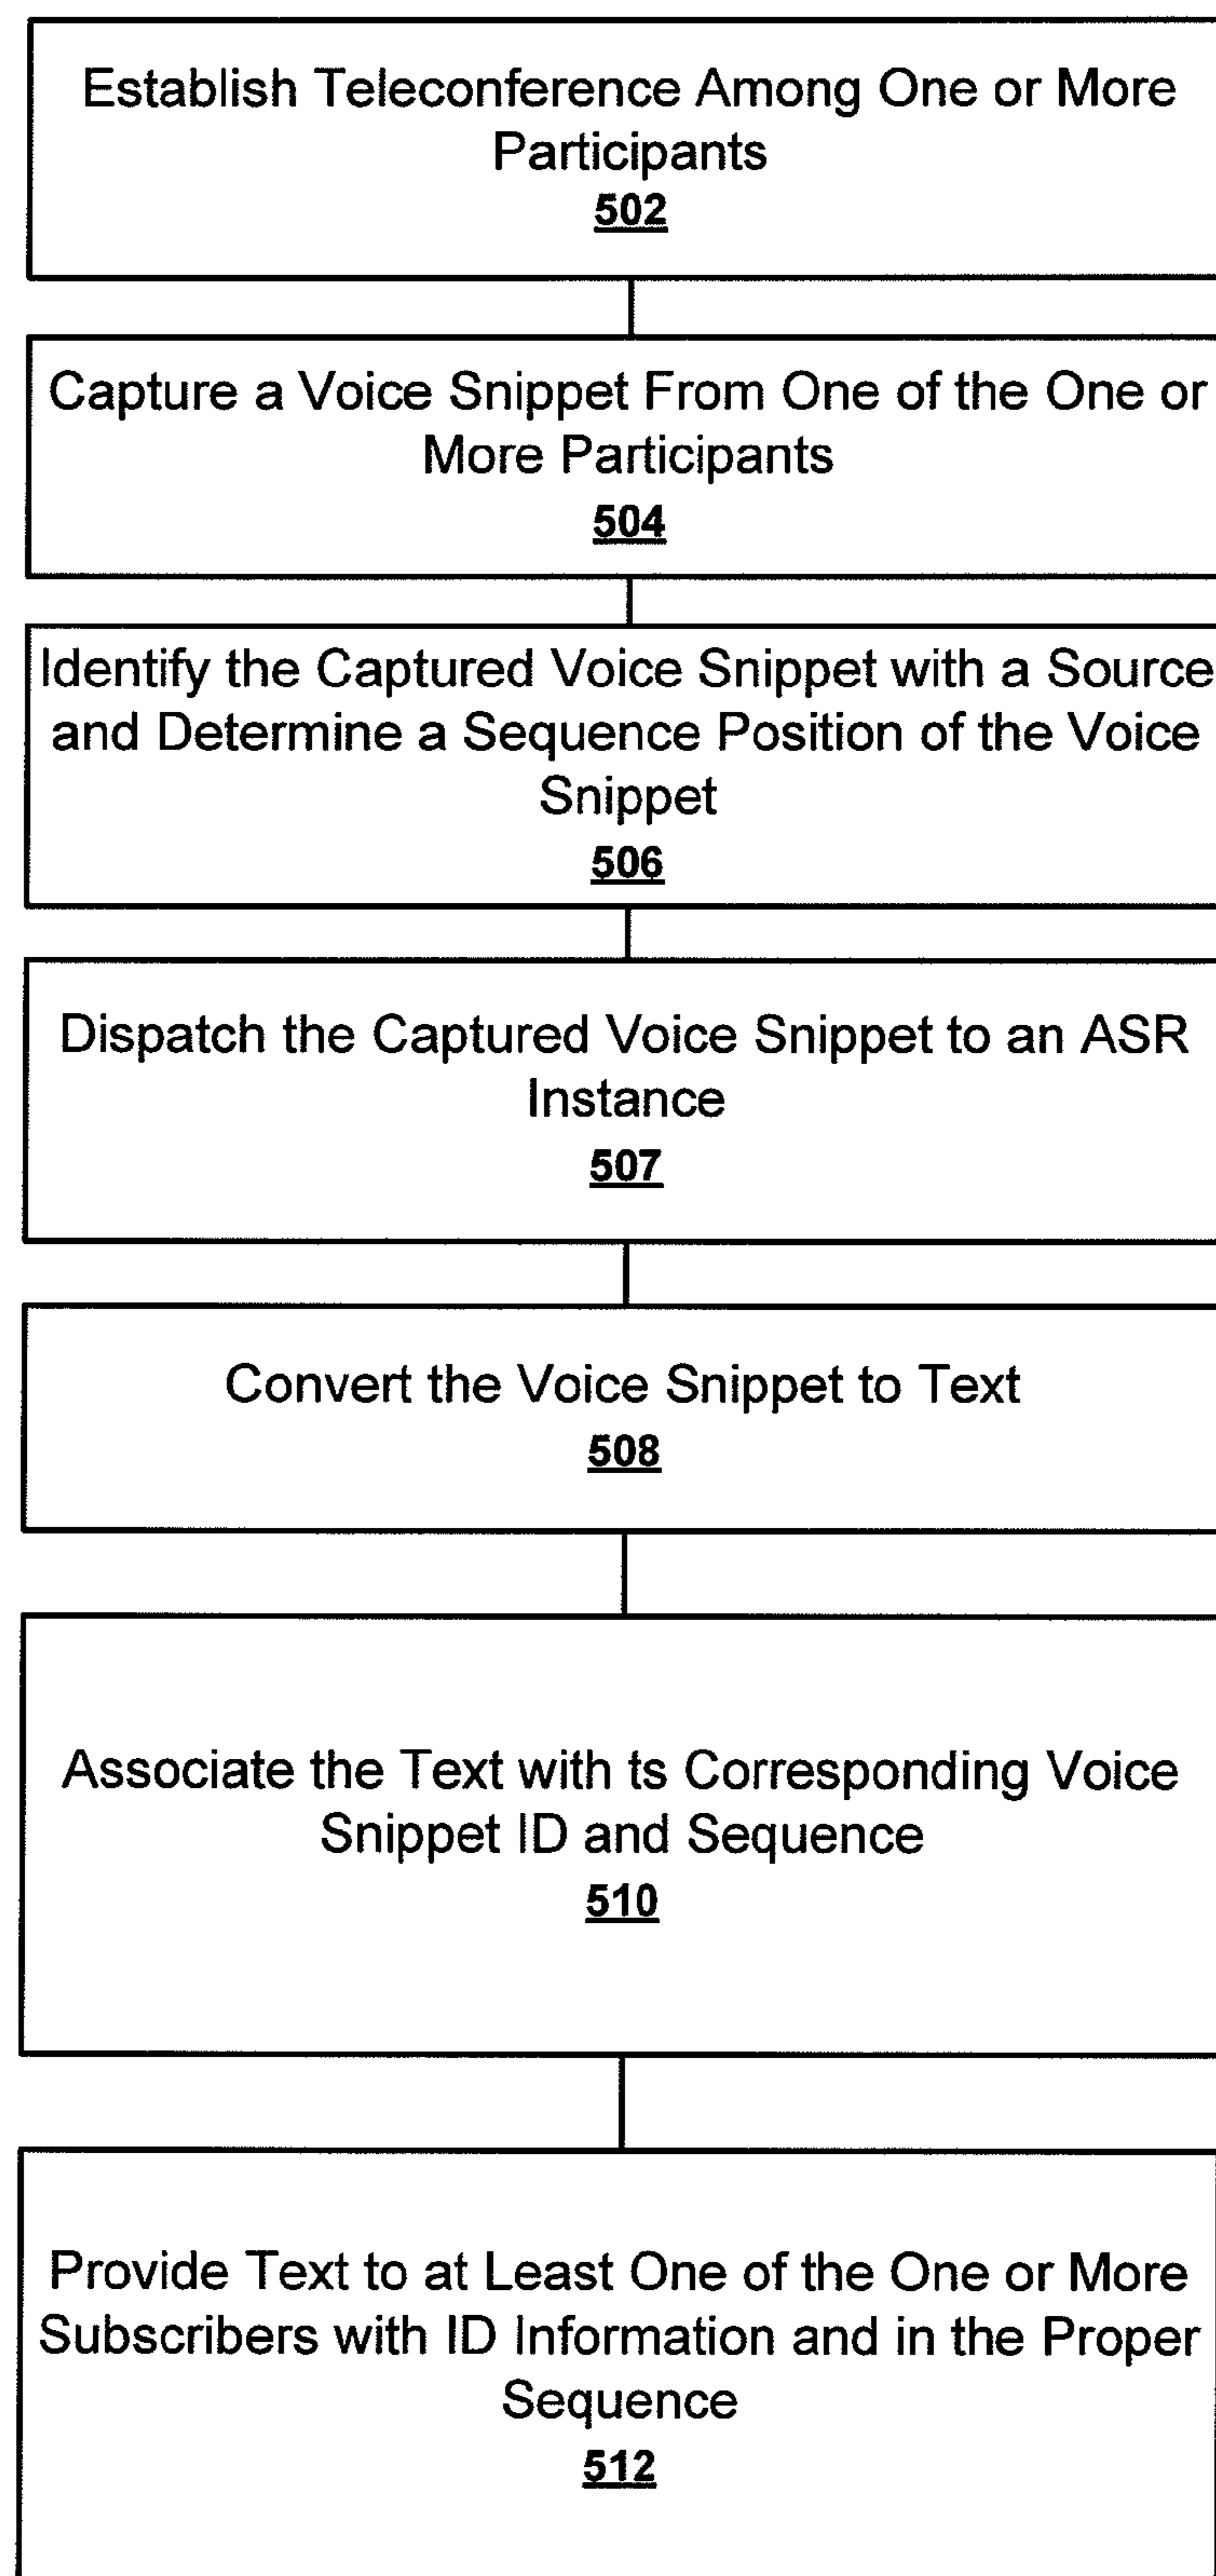 Establish Teleconference Among One or More
Participants
502
Capture a Voice Snippet From One of the One or
More Participants
504
Identify the Captured Voice Snippet with a Source
and Determine a Sequence Position of the Voice
Snippet
506
Dispatch the Captured Voice Snippet to an ASR
Instance
507
Convert the Voice Snippet to Text
508
Associate the Text with ts Corresponding Voice
Snippet ID and Sequence
510
Provide Text to at Least One of the One or More
Subscribers with ID Information and in the Proper
Sequence
512